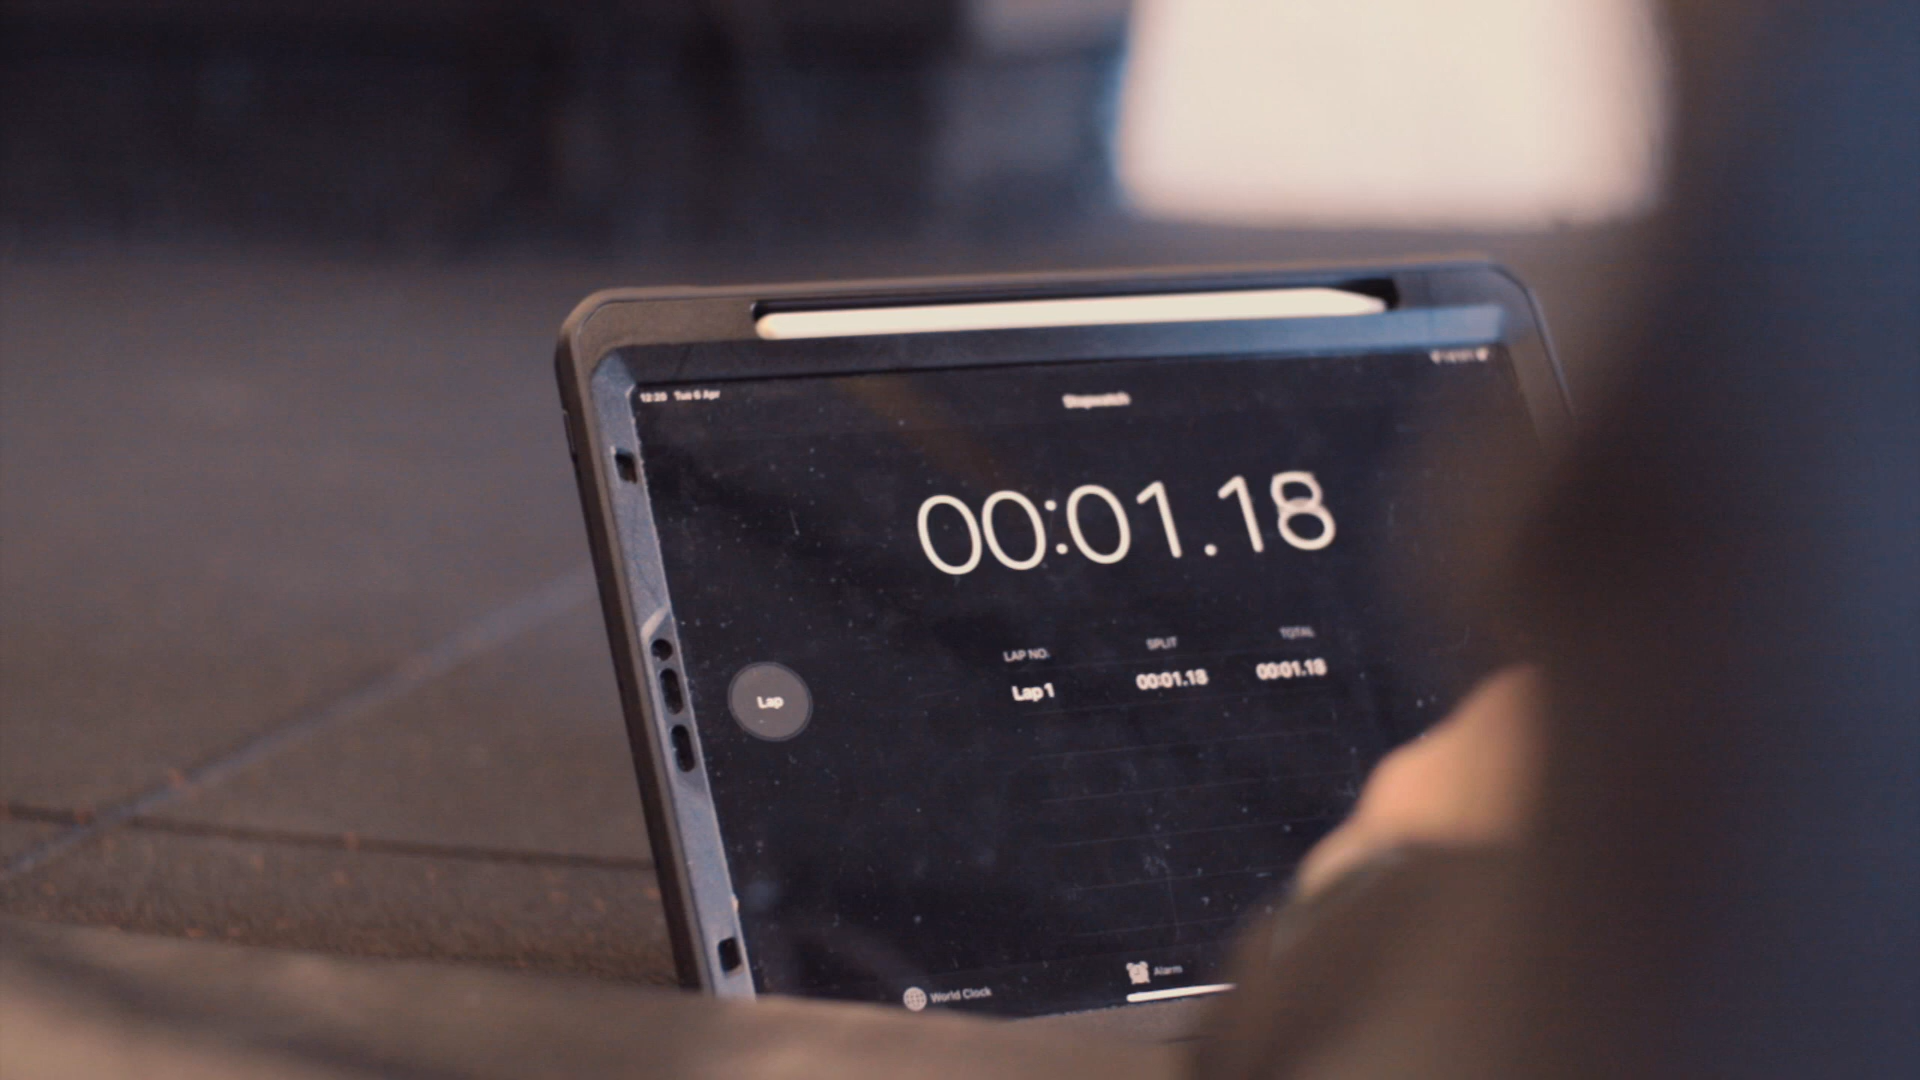 12:20 Tue 6 Apr
Stopwatch
00:01.18
LAP NO. SPLIT TOTAL
Lap 1 00:01.18 00:01.18
Lap
World Clock Alarm